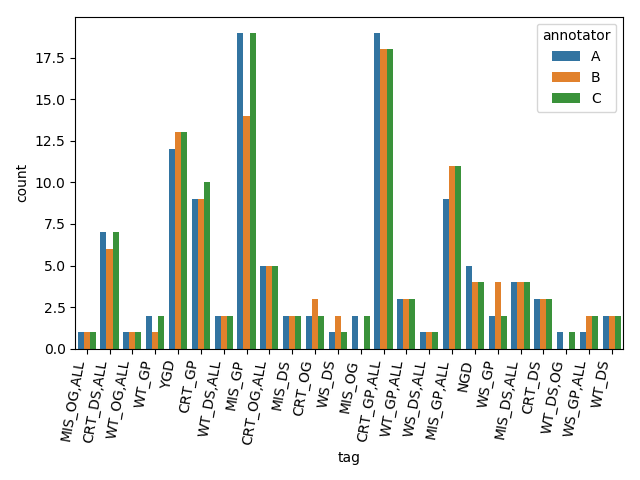 annotator
A
B
C
count
17.5
15.0
12.5
10.0
7.5
5.0
2.5
0.0
MIS_OG,ALL
CRT_DS,ALL
WT_OG,ALL
WT_GP
YGD
CRT_GP
WT_DS,ALL
MIS_GP
CRT_OG,ALL
MIS_DS
CRT_OG
WS_DS
MIS_OG
CRT_GP,ALL
WT_GP,ALL
WS_DS,ALL
MIS_GP,ALL
NGD
WS_GP
MIS_DS,ALL
CRT_DS
WT_DS,OG
WS_GP,ALL
WT_DS
tag